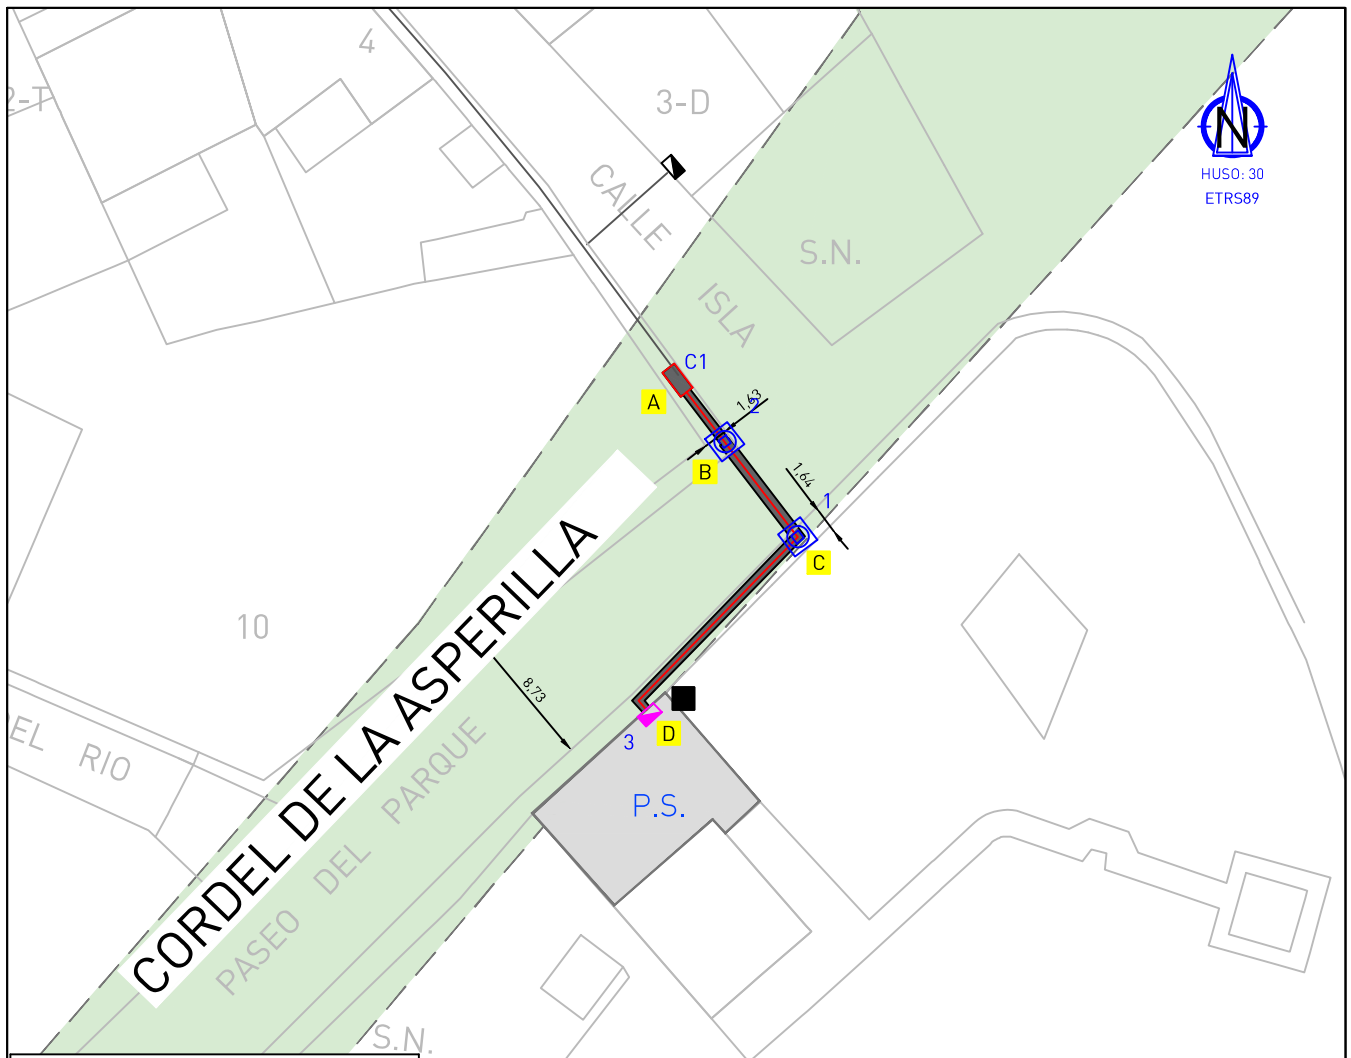 4
2-T
3-D
HUSO: 30
ETRS89
N
CALLE
ISLA
S.N.
C1
A
1,63
2
B
1,64
1
C
CORDEL DE LA ASPERILLA
10
8,73
D
3
P.S.
EL RIO
PASEO DEL PARQUE
S.N.